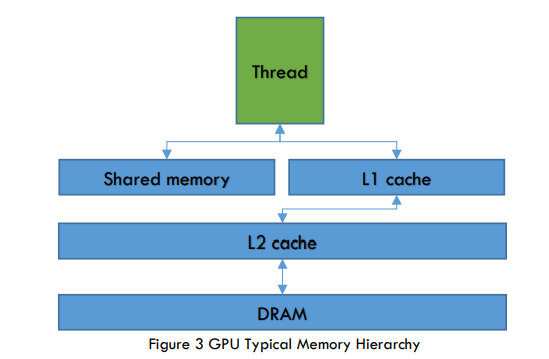 Thread
Shared memory
L1 cache
L2 cache
DRAM
Figure 3 GPU Typical Memory Hierarchy